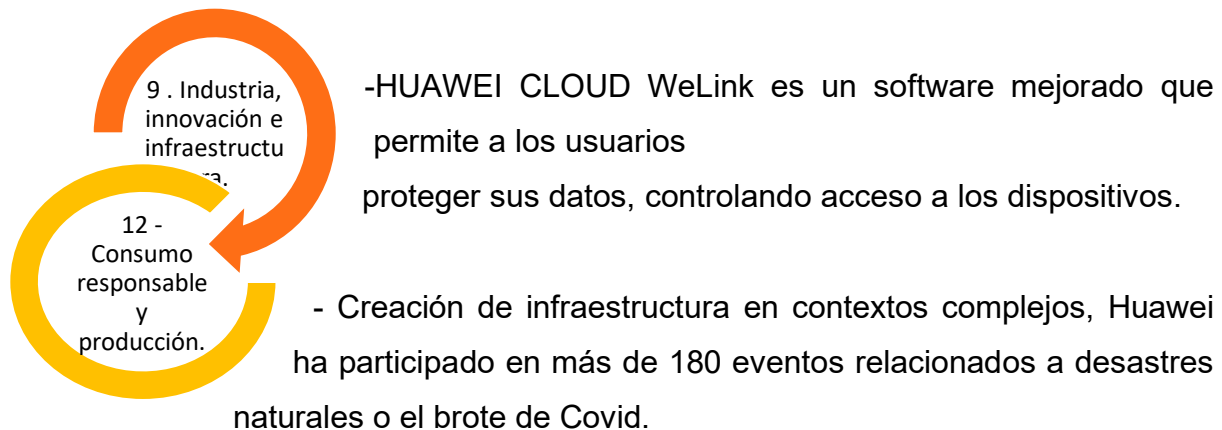 9 . Industria,
innovación e
infraestructu
ra.
12 -
Consumo
responsable
y
producción.
-HUAWEI CLOUD WeLink es un software mejorado que
permite a los usuarios
proteger sus datos, controlando acceso a los dispositivos.
- Creación de infraestructura en contextos complejos, Huawei
ha participado en más de 180 eventos relacionados a desastres
naturales o el brote de Covid.